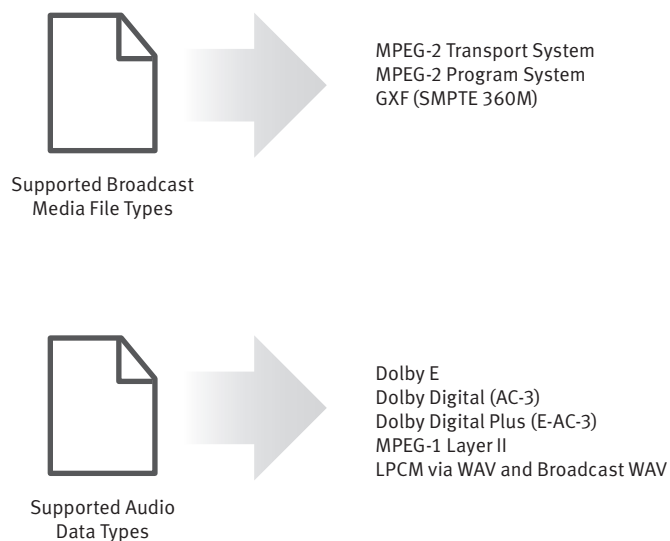 MPEG-2 Transport System
MPEG-2 Program System
GXF (SMPTE 360M)
Supported Broadcast
Media File Types
Dolby E
Dolby Digital (AC-3)
Dolby Digital Plus (E-AC-3)
MPEG-1 Layer II
LPCM via WAV and Broadcast WAV
Supported Audio
Data Types